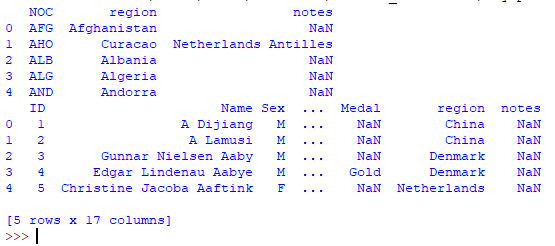 NOC region notes
0 AFG Afghanistan NaN
1 AHO Curacao Netherlands Antilles
2 ALB Albania NaN
3 ALG Algeria NaN
4 AND Andorra NaN
ID Name Sex ... Medal region notes
0 1 A Dijiang M ... NaN China NaN
1 2 A Lamusi M ... NaN China NaN
2 3 Gunnar Nielsen Aaby M ... NaN Denmark NaN
3 4 Edgar Lindenau Aabye M ... Gold Denmark NaN
4 5 Christine Jacoba Aaftink F ... NaN Netherlands NaN
[5 rows x 17 columns]
>>>